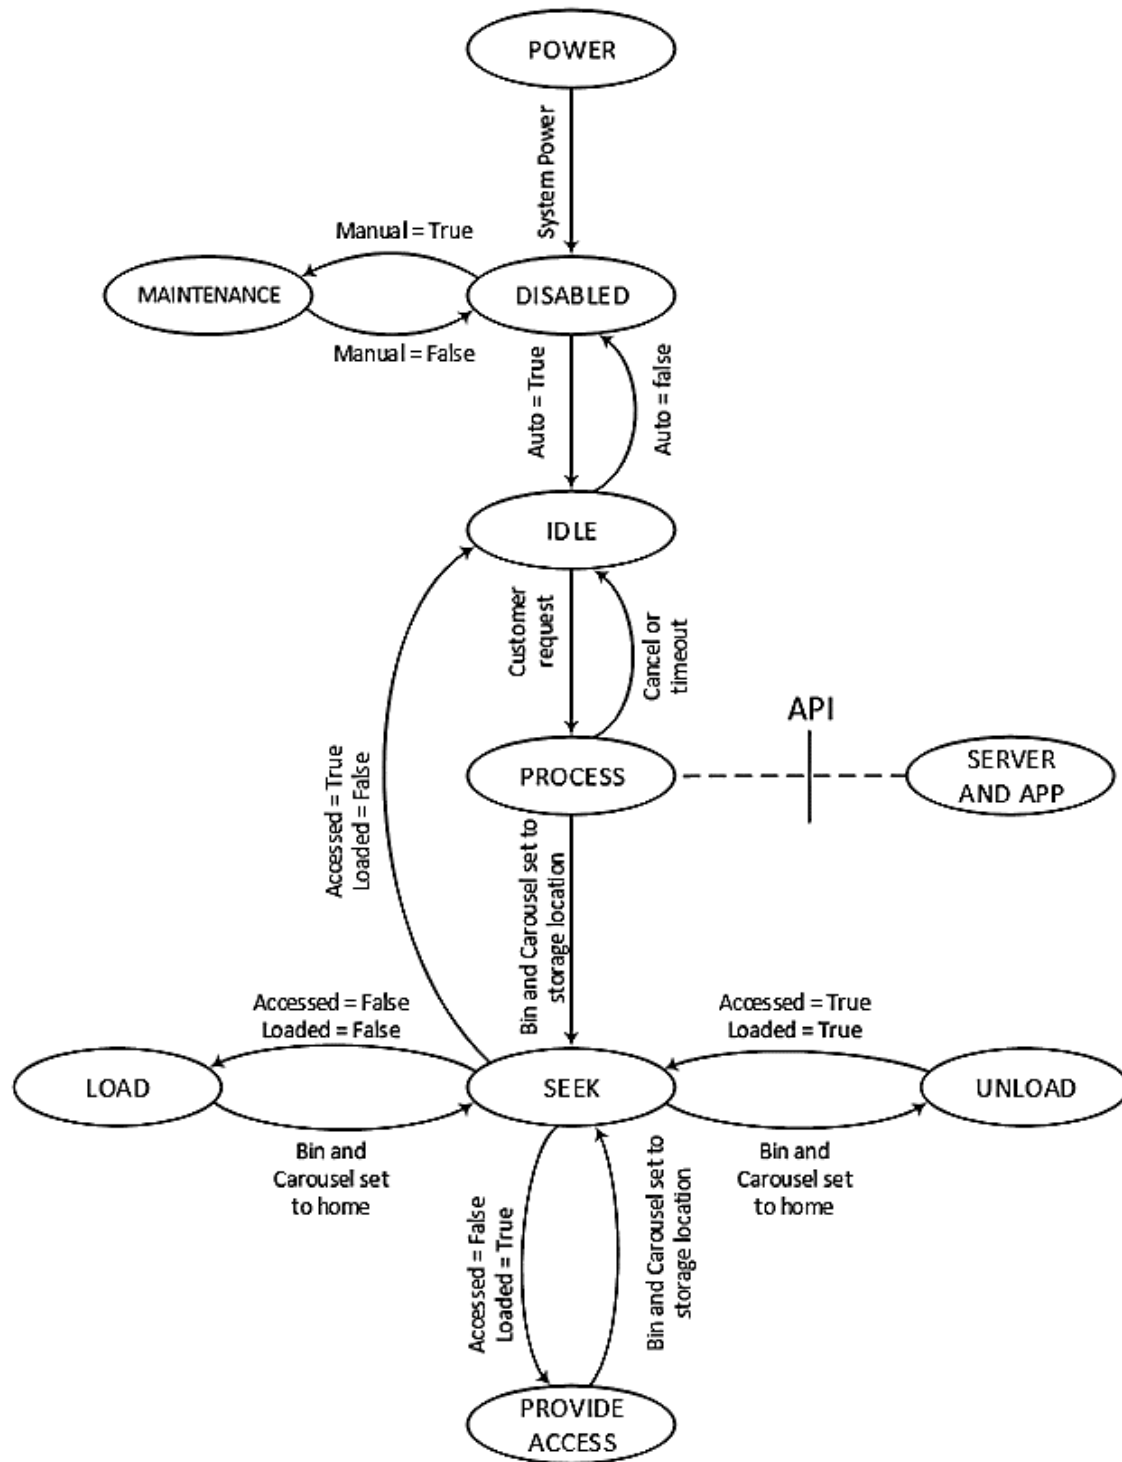 POWER
System Power
Manual = True
MAINTENANCE
DISABLED
Manual = False
Auto = True
Auto = false
IDLE
Customer
request
Cancel or
timeout
API
PROCESS
SERVER
AND APP
Accessed = True
Loaded = False
Bin and Carousel set to
storage location
Accessed = False
Loaded = False
Accessed = True
Loaded = True
LOAD
SEEK
UNLOAD
Bin and
Carousel set
to home
Bin and
Carousel set
to home
Accessed = False
Loaded = True
Bin and Carousel set to
storage location
PROVIDE
ACCESS